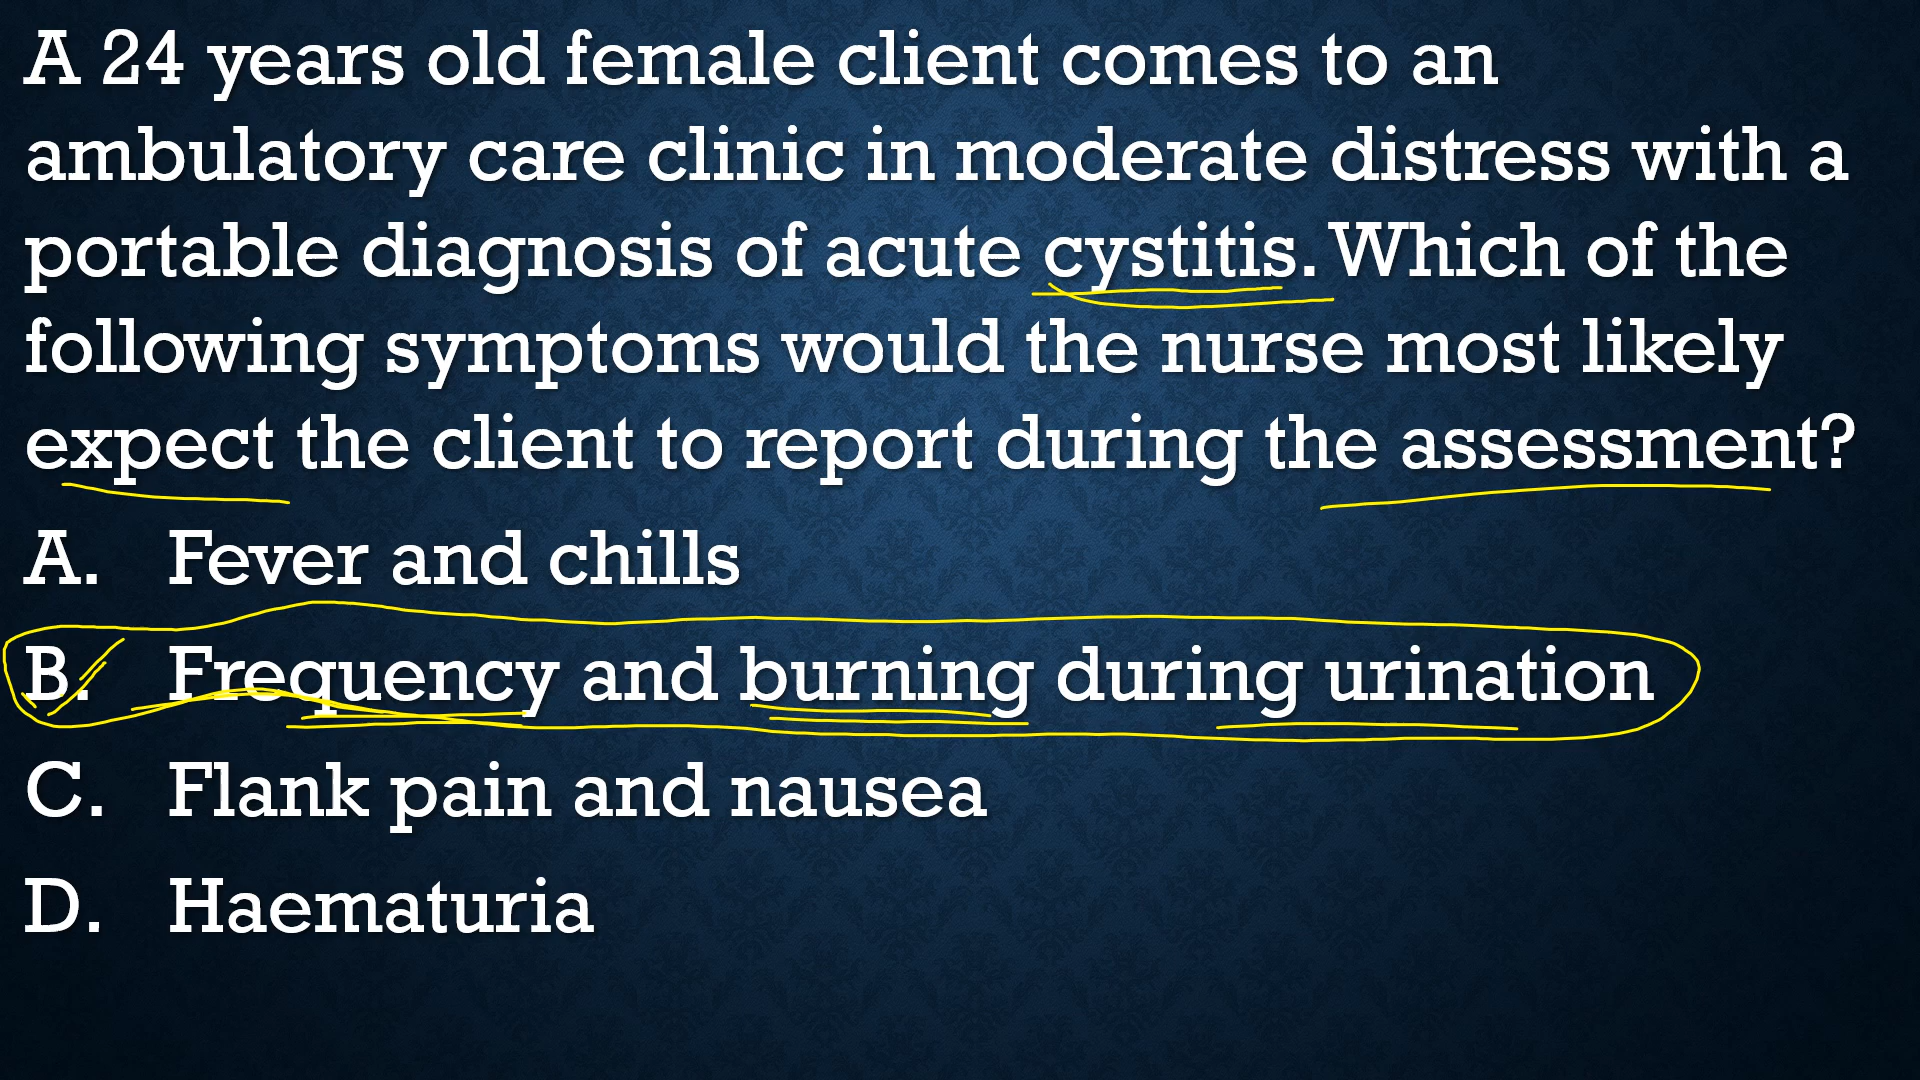 A 24 years old female client comes to an
ambulatory care clinic in moderate distress with a
portable diagnosis of acute cystitis. Which of the
following symptoms would the nurse most likely
expect the client to report during the assessment?
A. Fever and chills
B. Frequency and burning during urination
C. Flank pain and nausea
D. Haematuria